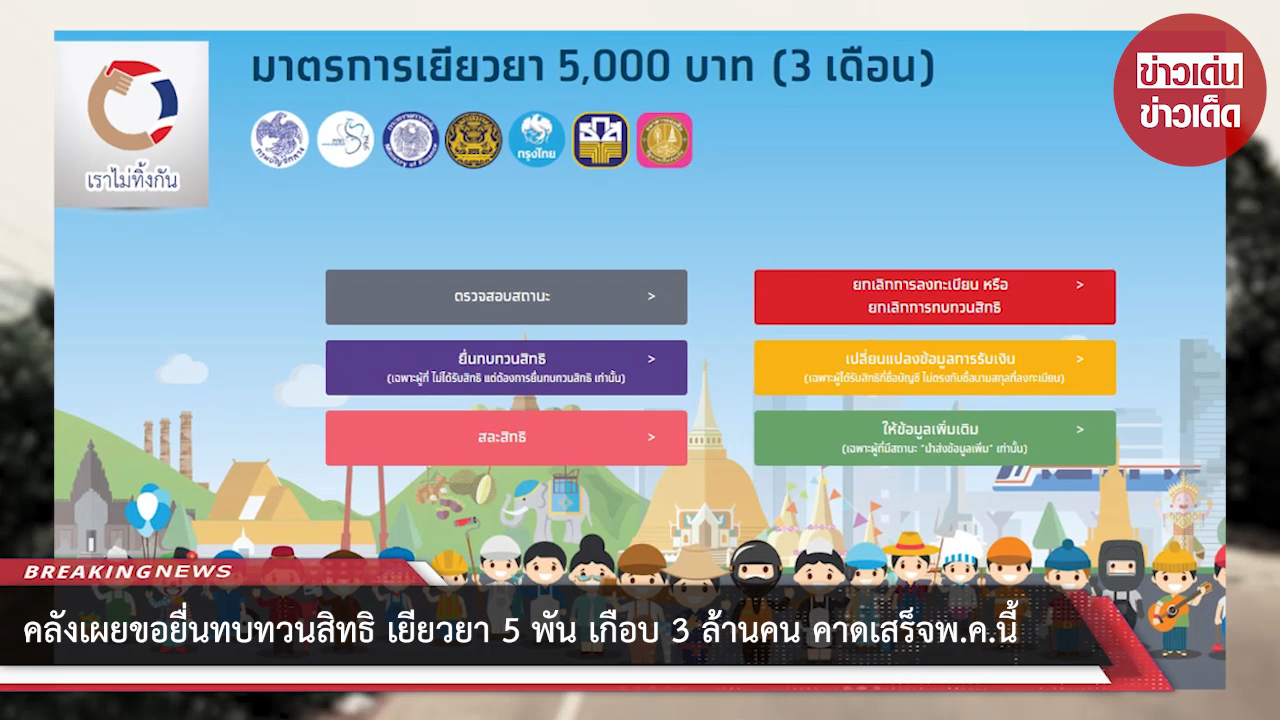 ข่าวเด่น
ข่าวเด็ด
มาตรการเยียวยา 5,000 บาท (3 เดือน)
เราไม่ทิ้งกัน
กรุงไทย
ตรวจสอบสถานะ >
ยกเลิกการลงทะเบียน หรือ >
ยกเลิกการทบทวนสิทธิ
ยื่นทบทวนสิทธิ >
(เฉพาะผู้ที่ ไม่ได้รับสิทธิ แต่ต้องการยื่นทบทวนสิทธิ เท่านั้น)
เปลี่ยนแปลงข้อมูลการรับเงิน >
(เฉพาะผู้ได้รับสิทธิที่ชื่อบัญชี ไม่ตรงกับชื่อนามสกุลที่ลงทะเบียน)
สละสิทธิ >
ให้ข้อมูลเพิ่มเติม >
(เฉพาะผู้ที่มีสถานะ "นำส่งข้อมูลเพิ่ม" เท่านั้น)
BREAKING NEWS
คลังเผยขอยื่นทบทวนสิทธิ เยียวยา 5 พัน เกือบ 3 ล้านคน คาดเสร็จพ.ค.นี้